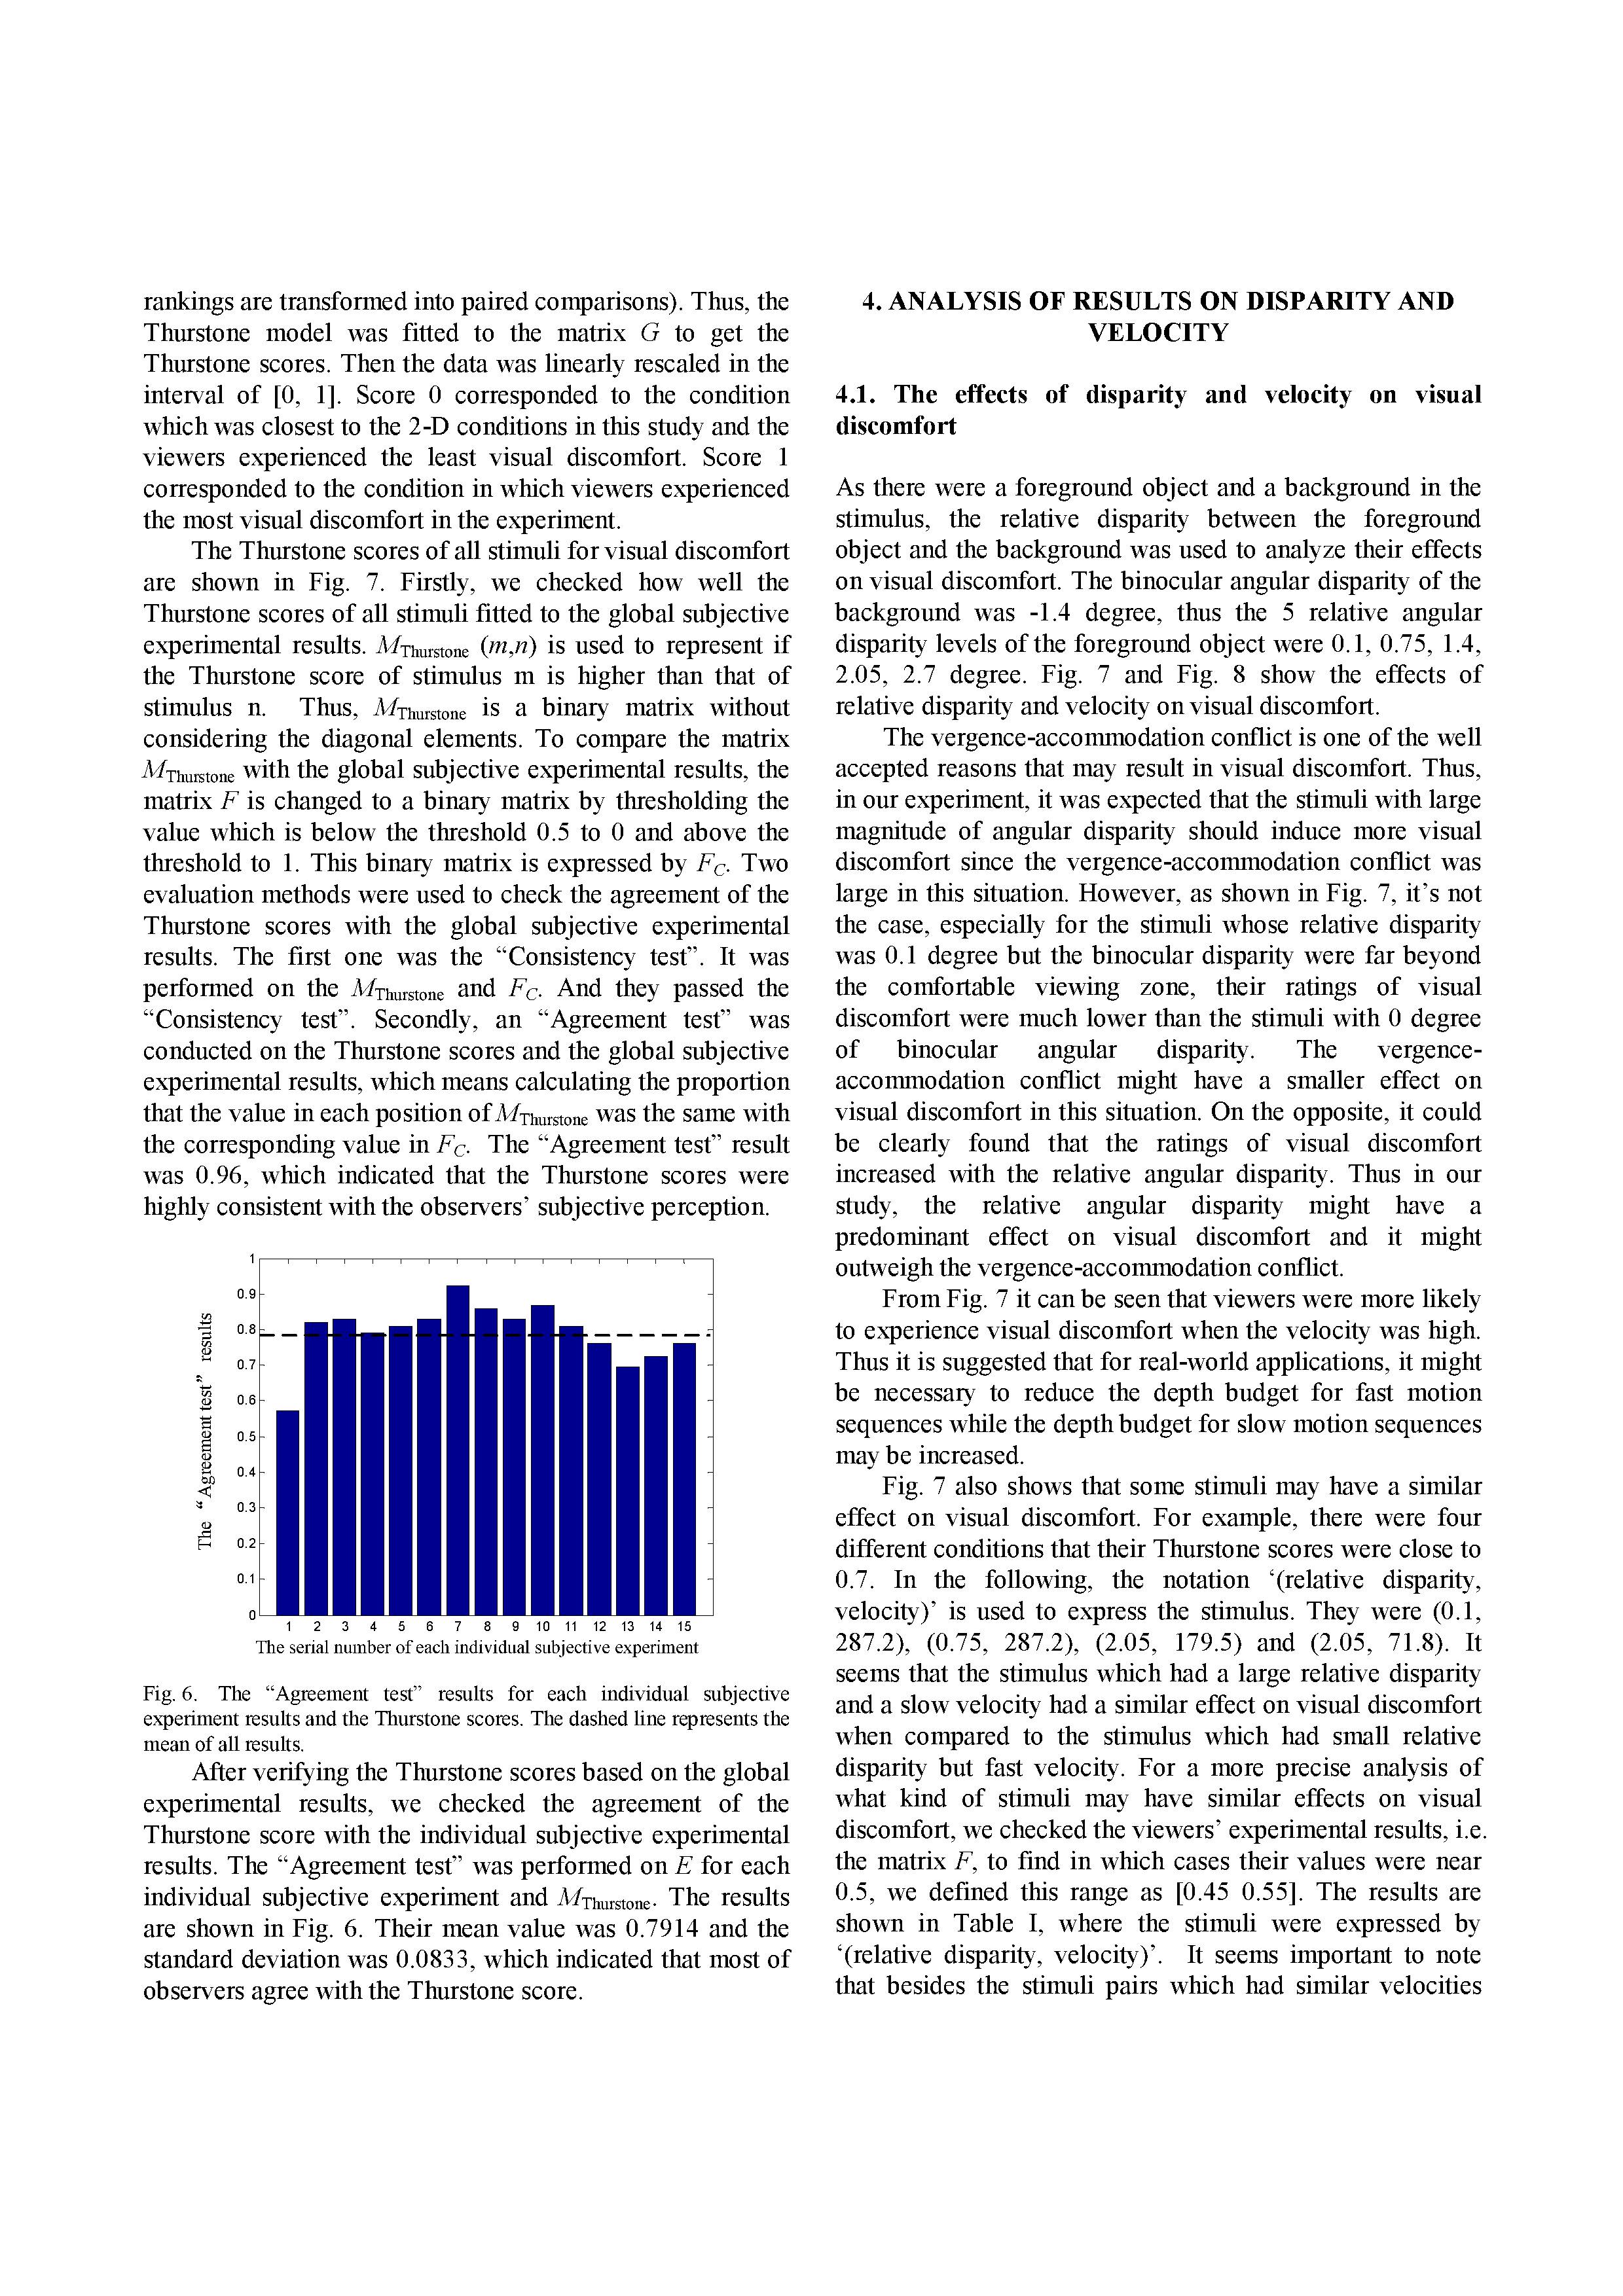 rankings are transformed into paired comparisons). Thus, the
Thurstone model was fitted to the matrix G to get the
Thurstone scores. Then the data was linearly rescaled in the
interval of [0, 1]. Score 0 corresponded to the condition
which was closest to the 2-D conditions in this study and the
viewers experienced the least visual discomfort. Score 1
corresponded to the condition in which viewers experienced
the most visual discomfort in the experiment.
The Thurstone scores of all stimuli for visual discomfort
are shown in Fig. 7. Firstly, we checked how well the
Thurstone scores of all stimuli fitted to the global subjective
experimental results. MThurstone (m,n) is used to represent if
the Thurstone score of stimulus m is higher than that of
stimulus n. Thus, MThurstone is a binary matrix without
considering the diagonal elements. To compare the matrix
MThurstone with the global subjective experimental results, the
matrix F is changed to a binary matrix by thresholding the
value which is below the threshold 0.5 to 0 and above the
threshold to 1. This binary matrix is expressed by FC. Two
evaluation methods were used to check the agreement of the
Thurstone scores with the global subjective experimental
results. The first one was the “Consistency test”. It was
performed on the MThurstone and FC. And they passed the
“Consistency test”. Secondly, an “Agreement test” was
conducted on the Thurstone scores and the global subjective
experimental results, which means calculating the proportion
that the value in each position of MThurstone was the same with
the corresponding value in FC. The “Agreement test” result
was 0.96, which indicated that the Thurstone scores were
highly consistent with the observers’ subjective perception.
The “Agreement test” results
1
0.9
0.8
0.7
0.6
0.5
0.4
0.3
0.2
0.1
0
1 2 3 4 5 6 7 8 9 10 11 12 13 14 15
The serial number of each individual subjective experiment
Fig. 6. The “Agreement test” results for each individual subjective
experiment results and the Thurstone scores. The dashed line represents the
mean of all results.
After verifying the Thurstone scores based on the global
experimental results, we checked the agreement of the
Thurstone score with the individual subjective experimental
results. The “Agreement test” was performed on E for each
individual subjective experiment and MThurstone. The results
are shown in Fig. 6. Their mean value was 0.7914 and the
standard deviation was 0.0833, which indicated that most of
observers agree with the Thurstone score.
4. ANALYSIS OF RESULTS ON DISPARITY AND
VELOCITY
4.1. The effects of disparity and velocity on visual
discomfort
As there were a foreground object and a background in the
stimulus, the relative disparity between the foreground
object and the background was used to analyze their effects
on visual discomfort. The binocular angular disparity of the
background was -1.4 degree, thus the 5 relative angular
disparity levels of the foreground object were 0.1, 0.75, 1.4,
2.05, 2.7 degree. Fig. 7 and Fig. 8 show the effects of
relative disparity and velocity on visual discomfort.
The vergence-accommodation conflict is one of the well
accepted reasons that may result in visual discomfort. Thus,
in our experiment, it was expected that the stimuli with large
magnitude of angular disparity should induce more visual
discomfort since the vergence-accommodation conflict was
large in this situation. However, as shown in Fig. 7, it’s not
the case, especially for the stimuli whose relative disparity
was 0.1 degree but the binocular disparity were far beyond
the comfortable viewing zone, their ratings of visual
discomfort were much lower than the stimuli with 0 degree
of binocular angular disparity. The vergence-
accommodation conflict might have a smaller effect on
visual discomfort in this situation. On the opposite, it could
be clearly found that the ratings of visual discomfort
increased with the relative angular disparity. Thus in our
study, the relative angular disparity might have a
predominant effect on visual discomfort and it might
outweigh the vergence-accommodation conflict.
From Fig. 7 it can be seen that viewers were more likely
to experience visual discomfort when the velocity was high.
Thus it is suggested that for real-world applications, it might
be necessary to reduce the depth budget for fast motion
sequences while the depth budget for slow motion sequences
may be increased.
Fig. 7 also shows that some stimuli may have a similar
effect on visual discomfort. For example, there were four
different conditions that their Thurstone scores were close to
0.7. In the following, the notation ‘(relative disparity,
velocity)’ is used to express the stimulus. They were (0.1,
287.2), (0.75, 287.2), (2.05, 179.5) and (2.05, 71.8). It
seems that the stimulus which had a large relative disparity
and a slow velocity had a similar effect on visual discomfort
when compared to the stimulus which had small relative
disparity but fast velocity. For a more precise analysis of
what kind of stimuli may have similar effects on visual
discomfort, we checked the viewers’ experimental results, i.e.
the matrix F, to find in which cases their values were near
0.5, we defined this range as [0.45 0.55]. The results are
shown in Table I, where the stimuli were expressed by
‘(relative disparity, velocity)’. It seems important to note
that besides the stimuli pairs which had similar velocities